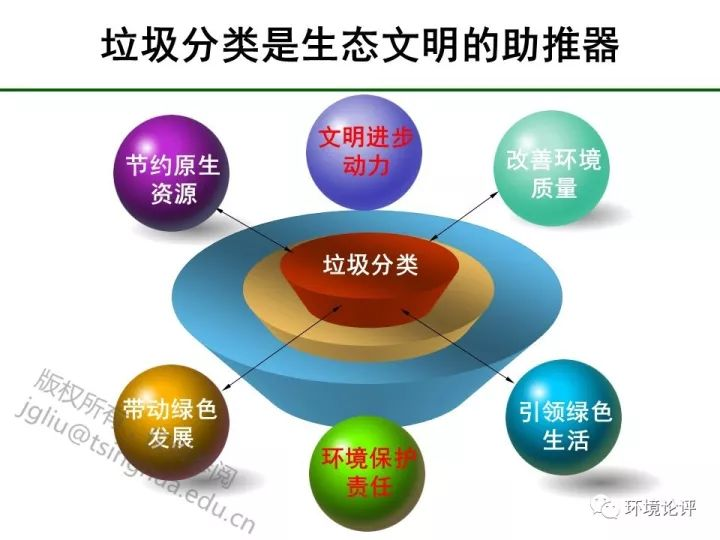 垃圾分类是生态文明的助推器
文明进步
动力
节约原生
资源
改善环境
质量
垃圾分类
带动绿色
发展
引领绿色
生活
环境保护
责任
版权所有
阅
jgliu@tsinghua.edu.cn
环境论评